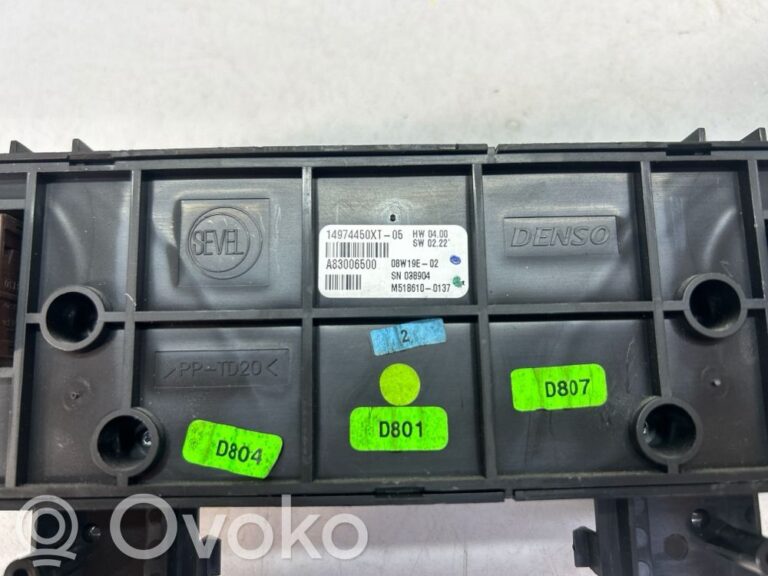 SEVEL
14974450XT-05 HW 04.00
SW 02.22
A83006500 08W19E-02
SN 038904
M518610-0137
DENSO
2
>PP-TD20<
D804
D801
D807
Ovoko